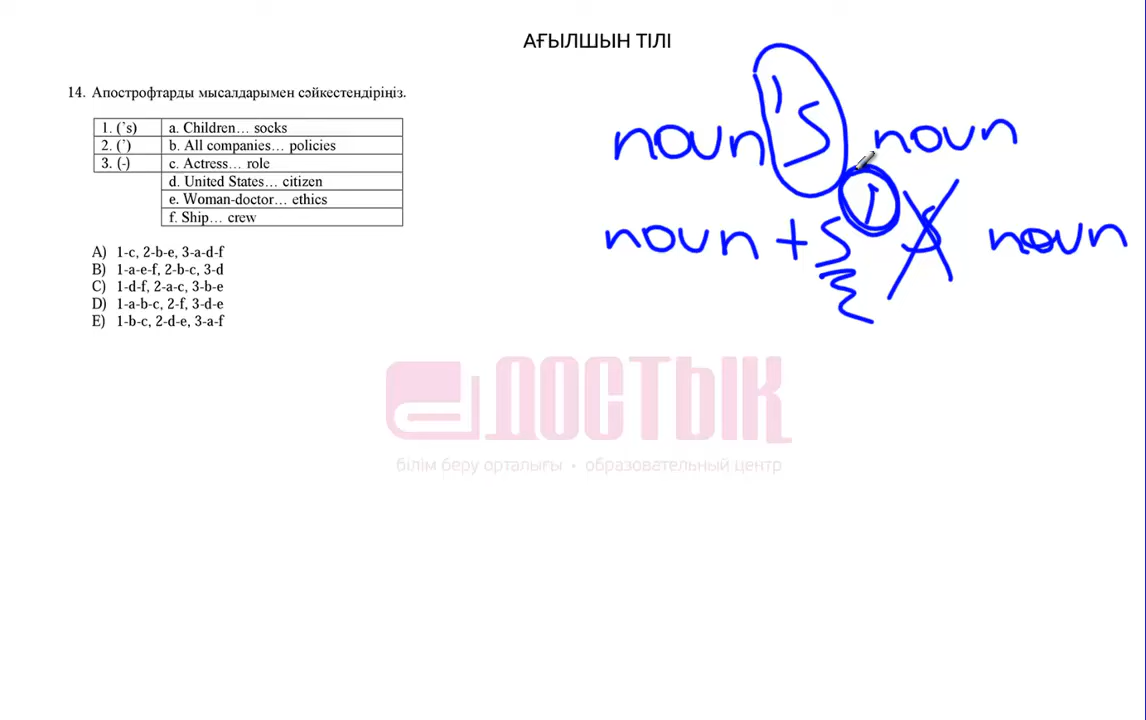 АҒЫЛШЫН ТІЛІ
14. Апострофтарды мысалдарымен сәйкестендіріңіз.
1. (’s) a. Children… socks
2. (’) b. All companies… policies
3. (-) c. Actress… role
d. United States… citizen
e. Woman-doctor… ethics
f. Ship… crew
A) 1-c, 2-b-e, 3-a-d-f
B) 1-a-e-f, 2-b-c, 3-d
C) 1-d-f, 2-a-c, 3-b-e
D) 1-a-b-c, 2-f, 3-d-e
E) 1-b-c, 2-d-e, 3-a-f
noun 's noun
noun + s ' s noun
ДОСТЫҚ
білім беру орталығы • образовательный центр